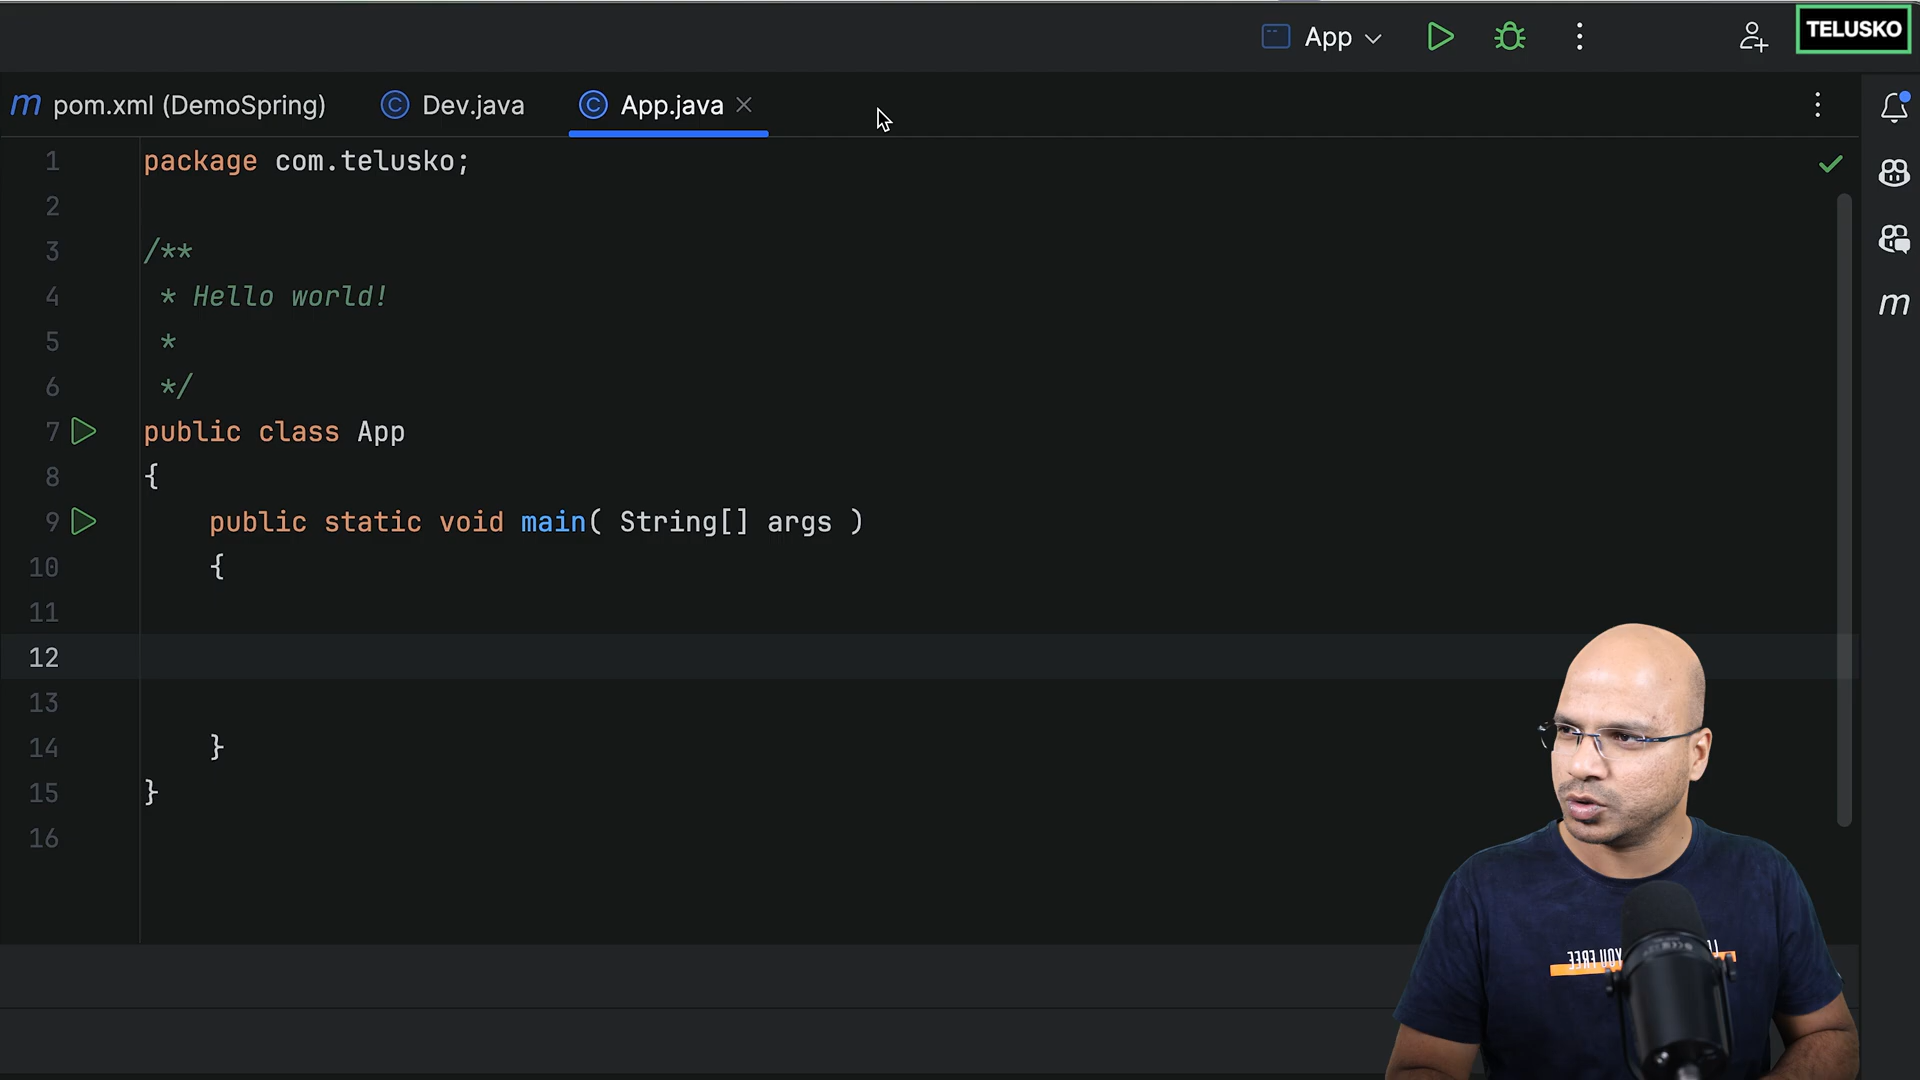 App
TELUSKO
m pom.xml (DemoSpring) C Dev.java C App.java
1 package com.telusko;
2
3 /**
4 * Hello world!
5 *
6 */
7 public class App
8 {
9 public static void main( String[] args )
10 {
11
12
13
14 }
15 }
16
m
YOU FREE